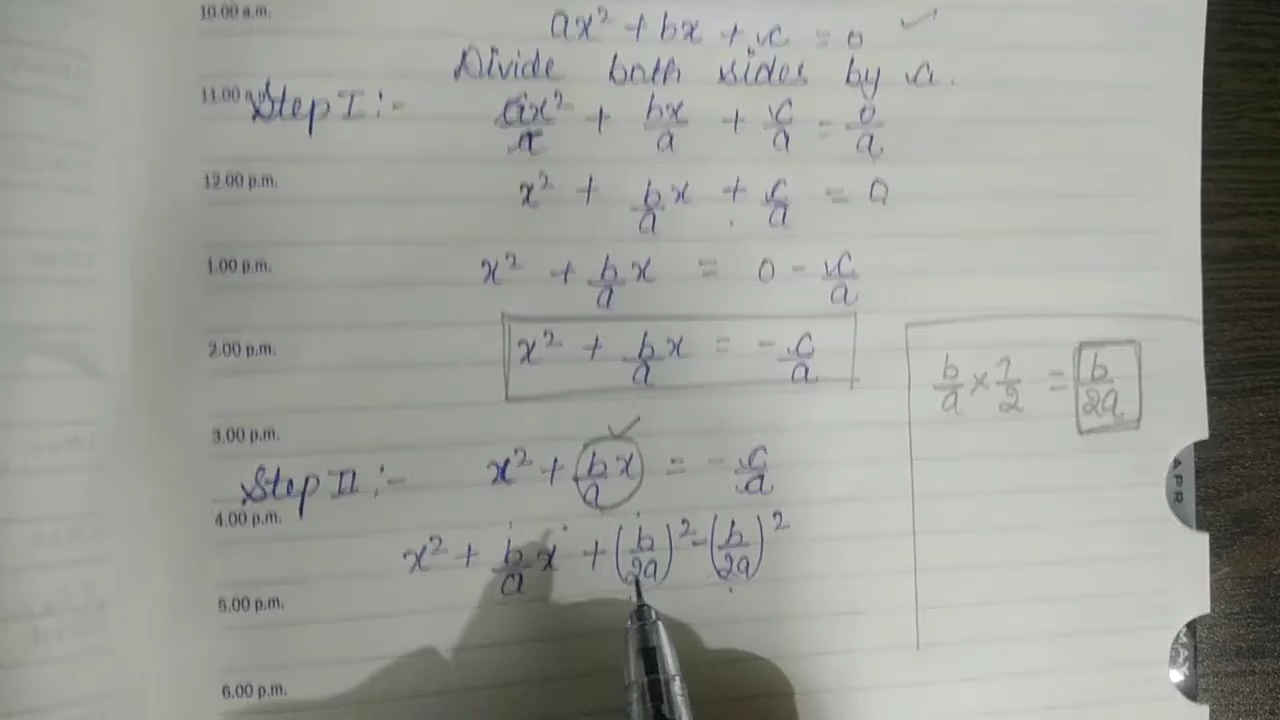 10.00 a.m.
ax² + bx + c = 0 ✓
Divide both sides by a.
11.00 a
Step I :- ax²/a + bx/a + c/a = 0/a
12.00 p.m.
x² + b/a x + c/a = 0
1.00 p.m.
x² + b/a x = 0 - c/a
2.00 p.m.
x² + b/a x = - c/a
b/a × 1/2 = b/2a
3.00 p.m.
Step II :- x² + b/a x = - c/a
4.00 p.m.
x² + b/a x + (b/2a)² - (b/2a)²
5.00 p.m.
6.00 p.m.
APR